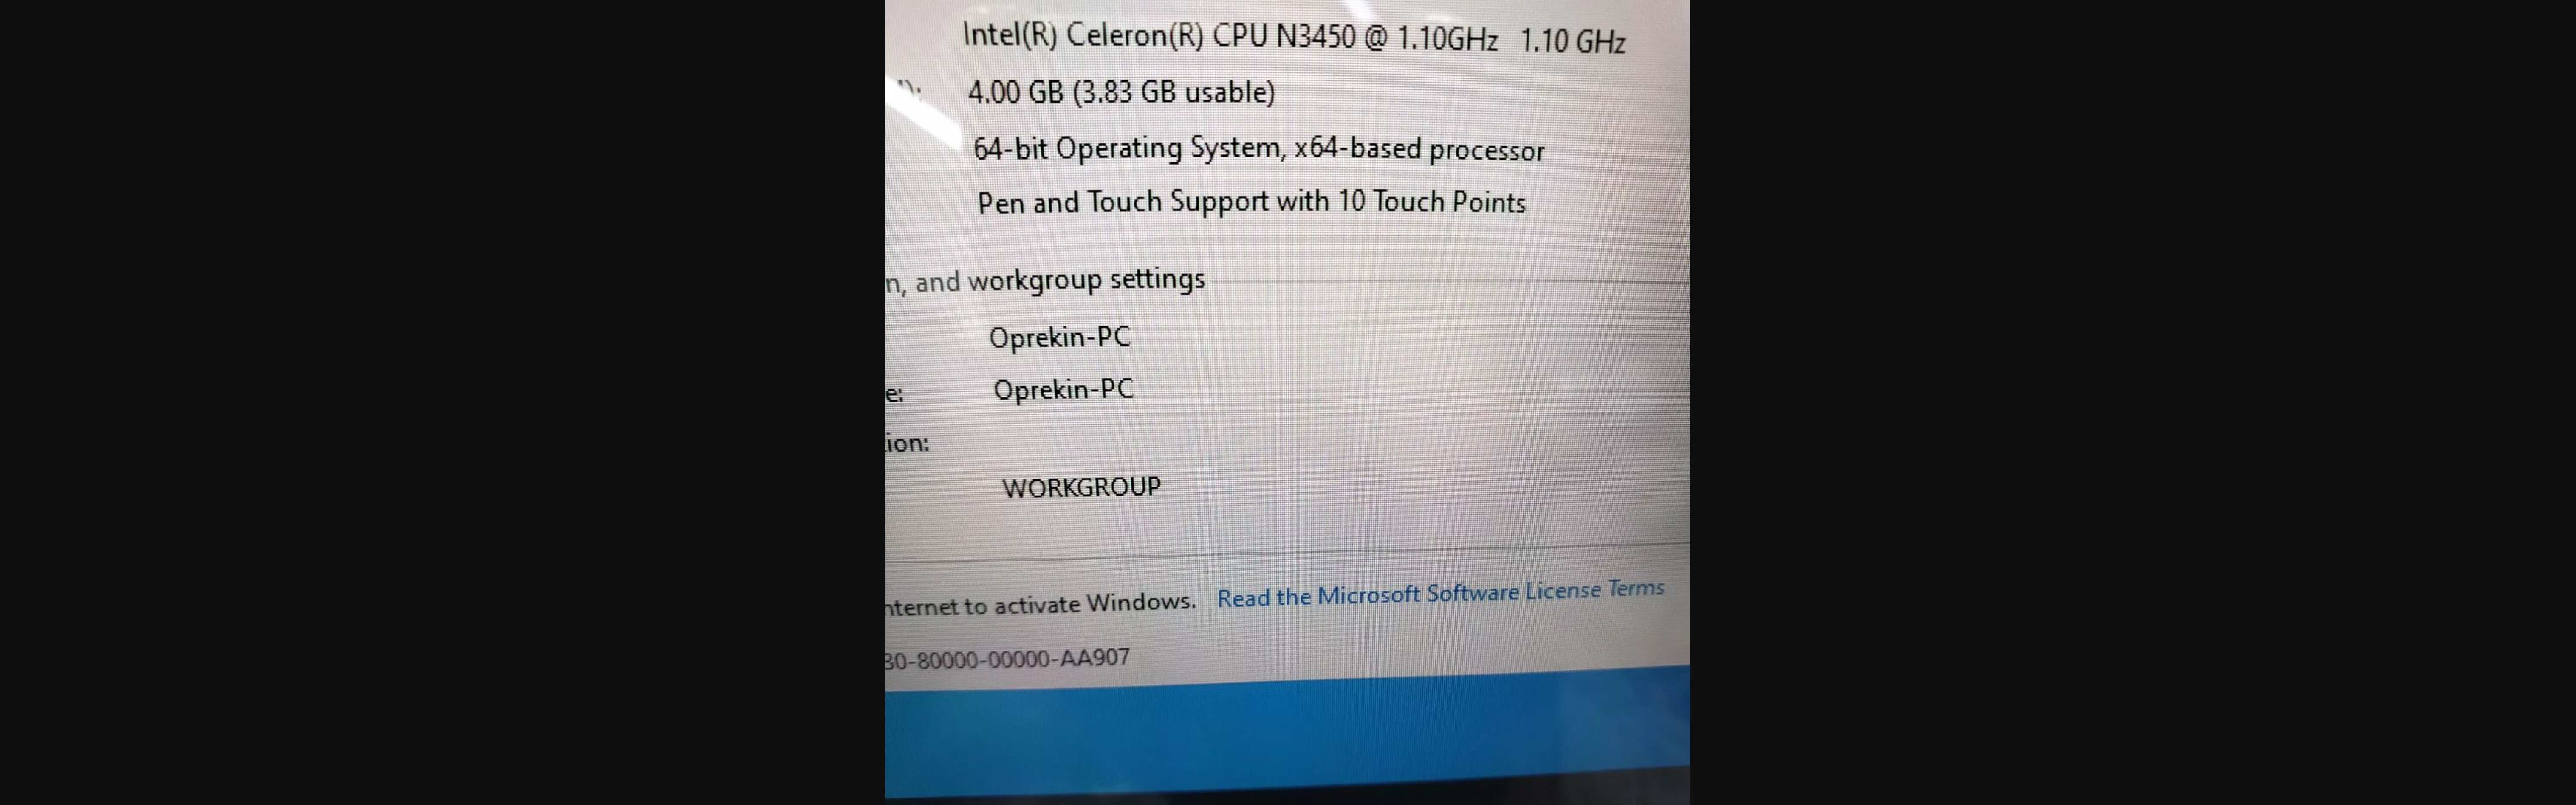 Intel(R) Celeron(R) CPU N3450 @ 1.10GHz 1.10 GHz
4.00 GB (3.83 GB usable)
64-bit Operating System, x64-based processor
Pen and Touch Support with 10 Touch Points
n, and workgroup settings
Oprekin-PC
e: Oprekin-PC
ion:
WORKGROUP
nternet to activate Windows. Read the Microsoft Software License Terms
30-80000-00000-AA907